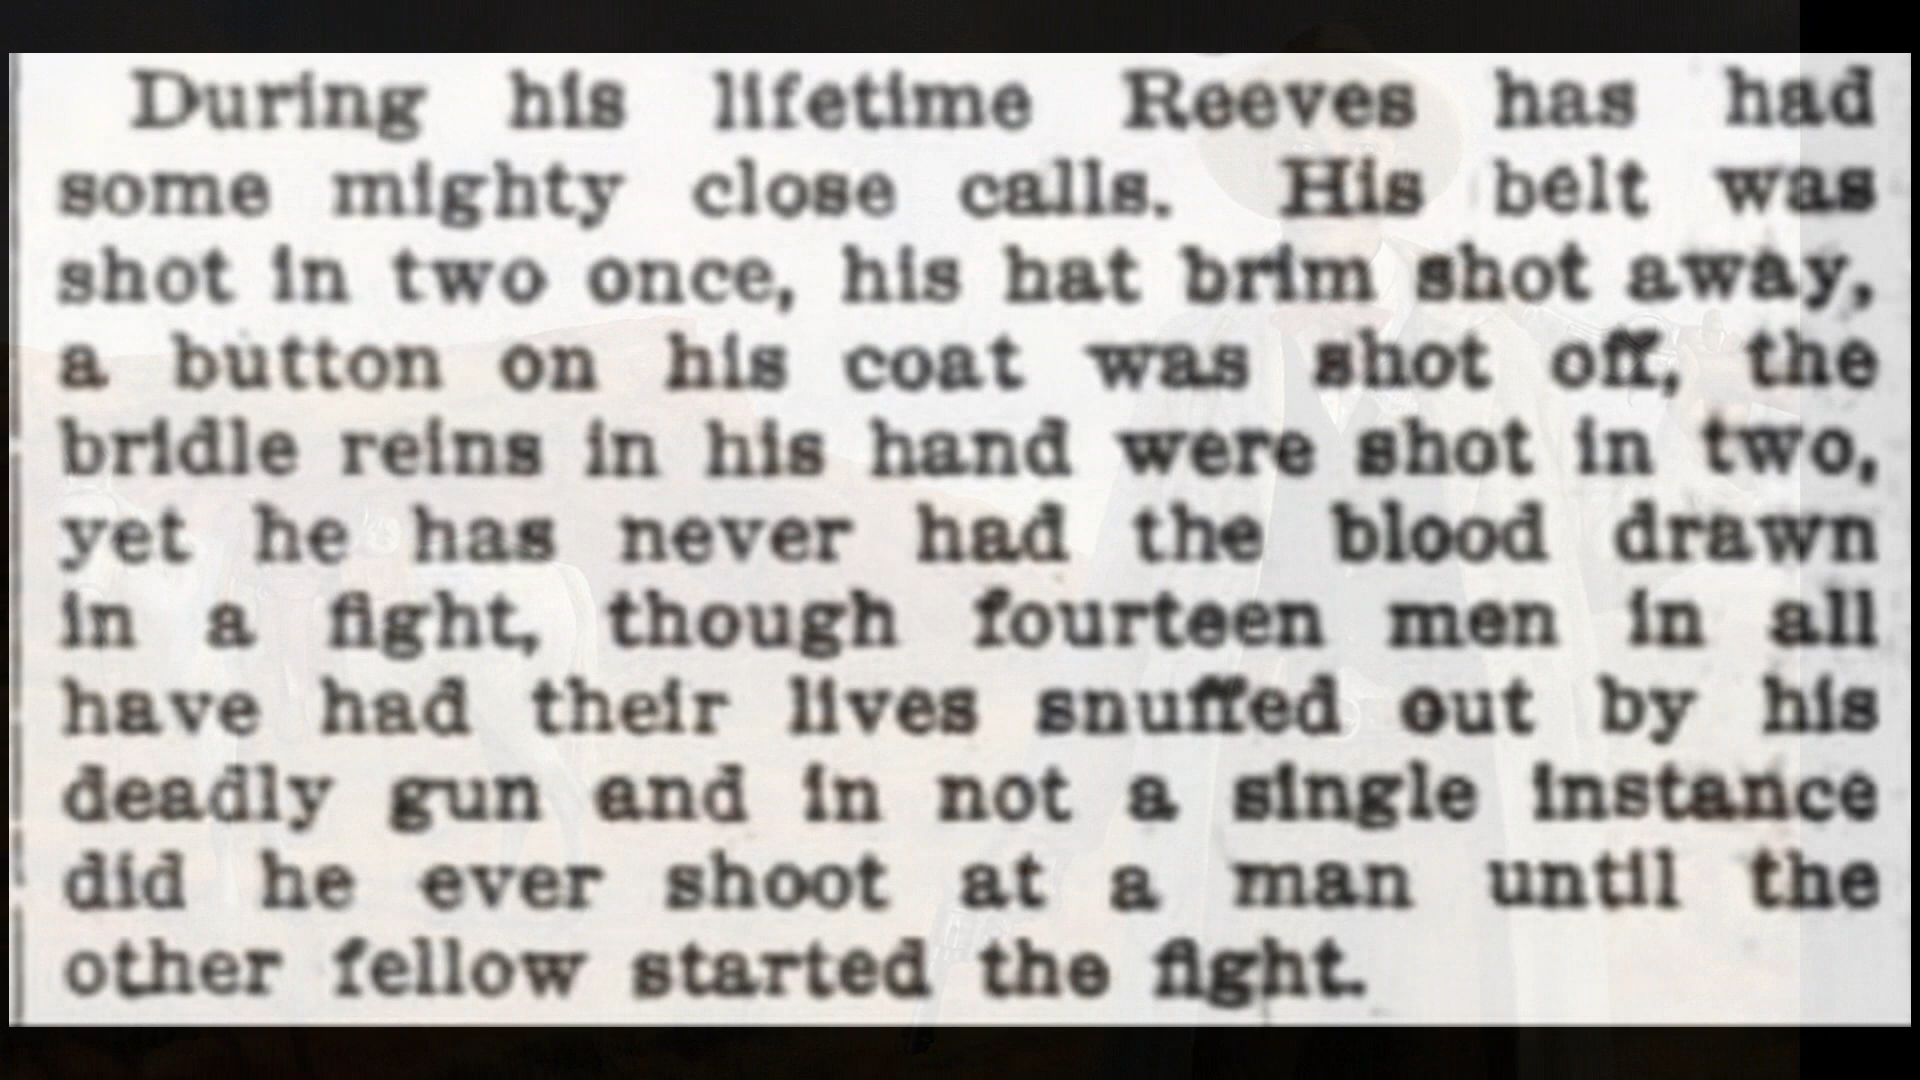 During his lifetime Reeves has had
some mighty close calls. His belt was
shot in two once, his hat brim shot away,
a button on his coat was shot off, the
bridle reins in his hand were shot in two,
yet he has never had the blood drawn
in a fight, though fourteen men in all
have had their lives snuffed out by his
deadly gun and in not a single instance
did he ever shoot at a man until the
other fellow started the fight.